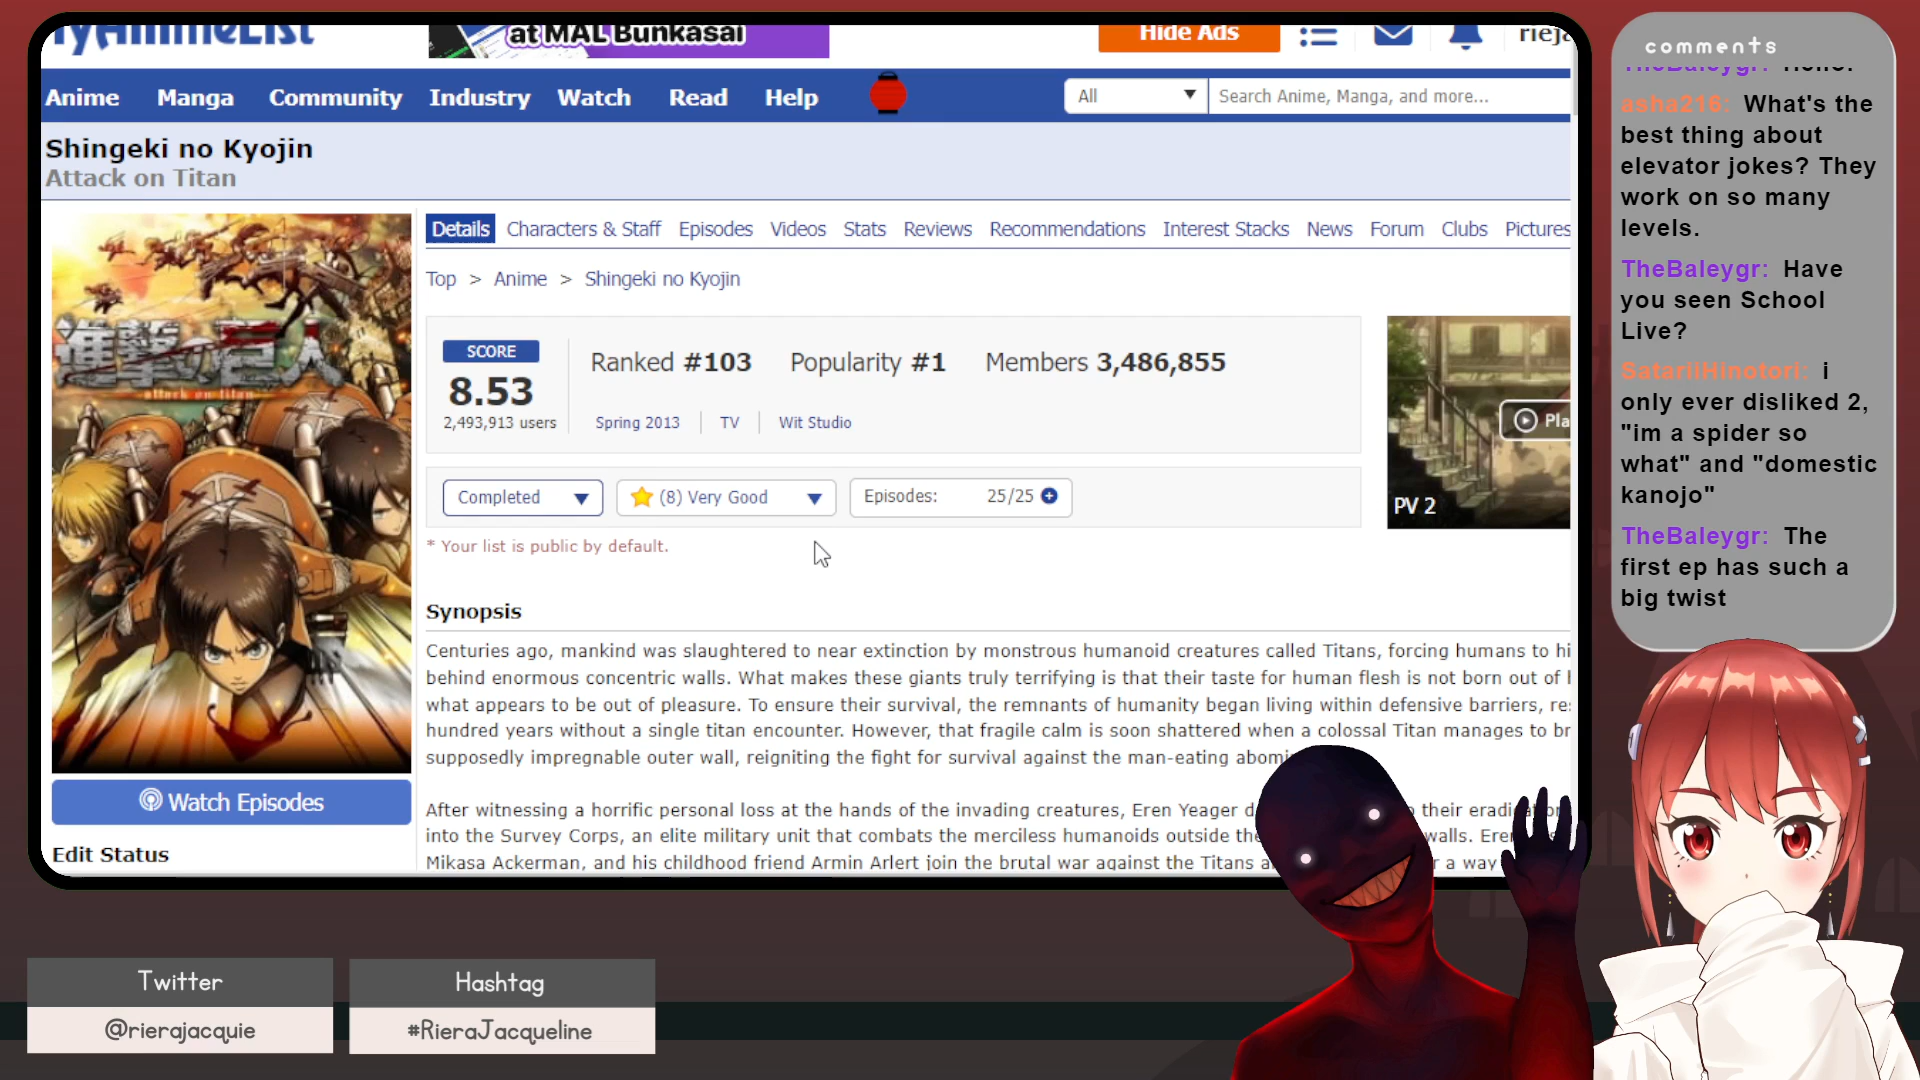 MyAnimeList
at MAL Bunkasai
Hide Ads
Anime Manga Community Industry Watch Read Help
All
Search Anime, Manga, and more...
Shingeki no Kyojin
Attack on Titan
進撃の巨人
Details Characters & Staff Episodes Videos Stats Reviews Recommendations Interest Stacks News Forum Clubs Pictures
Top > Anime > Shingeki no Kyojin
SCORE
8.53
2,493,913 users
Ranked #103 Popularity #1 Members 3,486,855
Spring 2013 TV Wit Studio
Completed
(8) Very Good
Episodes: 25/25
PV 2
* Your list is public by default.
Synopsis
Centuries ago, mankind was slaughtered to near extinction by monstrous humanoid creatures called Titans, forcing humans to
behind enormous concentric walls. What makes these giants truly terrifying is that their taste for human flesh is not born out of
what appears to be out of pleasure. To ensure their survival, the remnants of humanity began living within defensive barriers,
hundred years without a single titan encounter. However, that fragile calm is soon shattered when a colossal Titan manages to
supposedly impregnable outer wall, reigniting the fight for survival against the man-eating
After witnessing a horrific personal loss at the hands of the invading creatures, Eren Yeager their
into the Survey Corps, an elite military unit that combats the merciless humanoids outside walls.
Mikasa Ackerman, and his childhood friend Armin Arlert join the brutal war against the Titans a way
Watch Episodes
Edit Status
comments
TheBaleygr: Hello!
asha216: What's the
best thing about
elevator jokes? They
work on so many
levels.
TheBaleygr: Have
you seen School
Live?
SatariiHinotori: i
only ever disliked 2,
"im a spider so
what" and "domestic
kanojo"
TheBaleygr: The
first ep has such a
big twist
Twitter
@rierajacquie
Hashtag
#RieraJacqueline